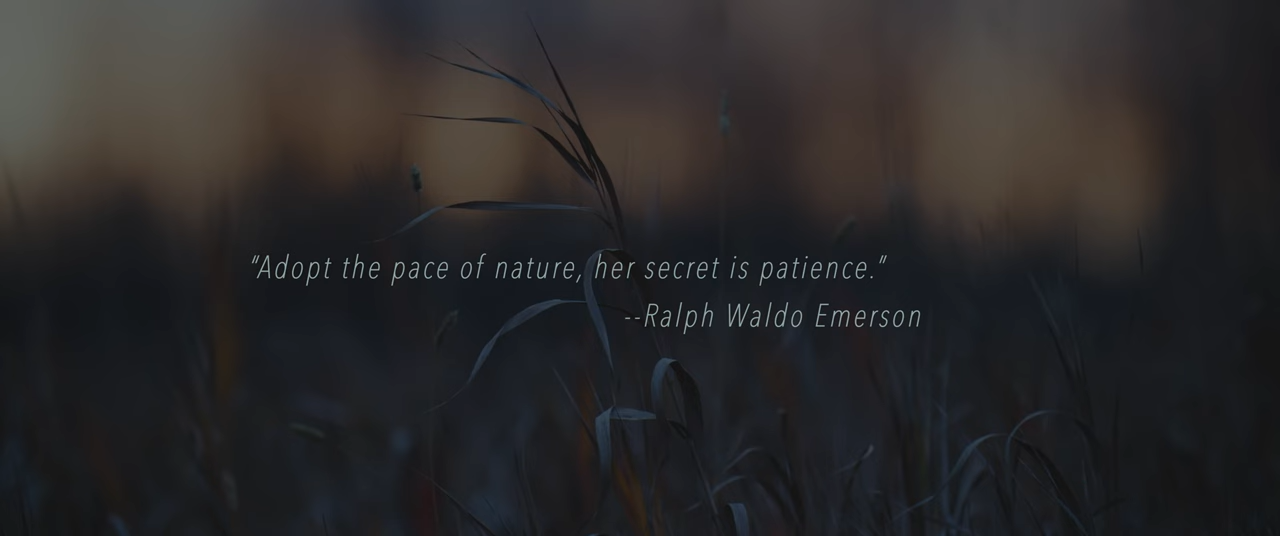 "Adopt the pace of nature, her secret is patience."
--Ralph Waldo Emerson